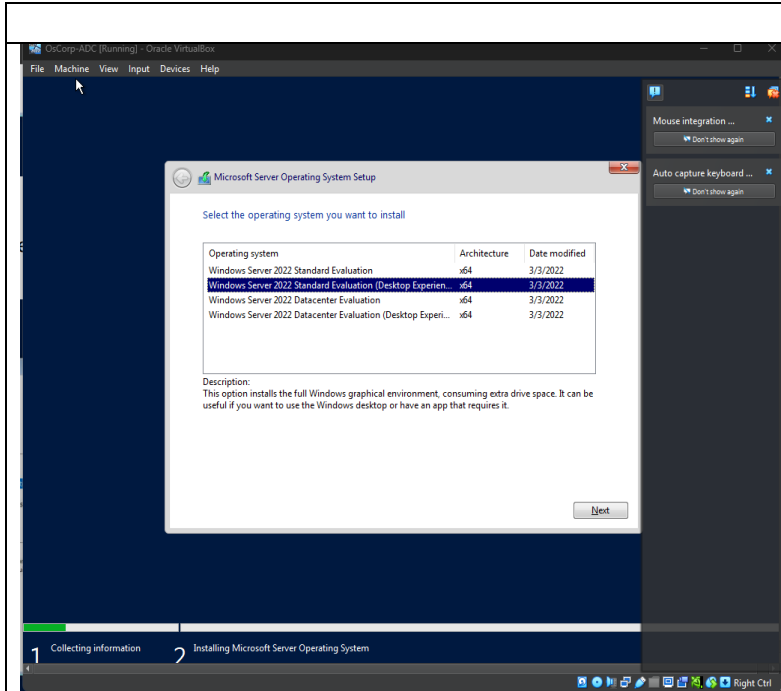 OsCorp-ADC [Running] - Oracle VirtualBox
File Machine View Input Devices Help
Mouse integration ...
Don't show again
Auto capture keyboard ...
Don't show again
Microsoft Server Operating System Setup
Select the operating system you want to install
Operating system Architecture Date modified
Windows Server 2022 Standard Evaluation x64 3/3/2022
Windows Server 2022 Standard Evaluation (Desktop Experien... x64 3/3/2022
Windows Server 2022 Datacenter Evaluation x64 3/3/2022
Windows Server 2022 Datacenter Evaluation (Desktop Experi... x64 3/3/2022
Description:
This option installs the full Windows graphical environment, consuming extra drive space. It can be
useful if you want to use the Windows desktop or have an app that requires it.
Next
1 Collecting information 2 Installing Microsoft Server Operating System
Right Ctrl